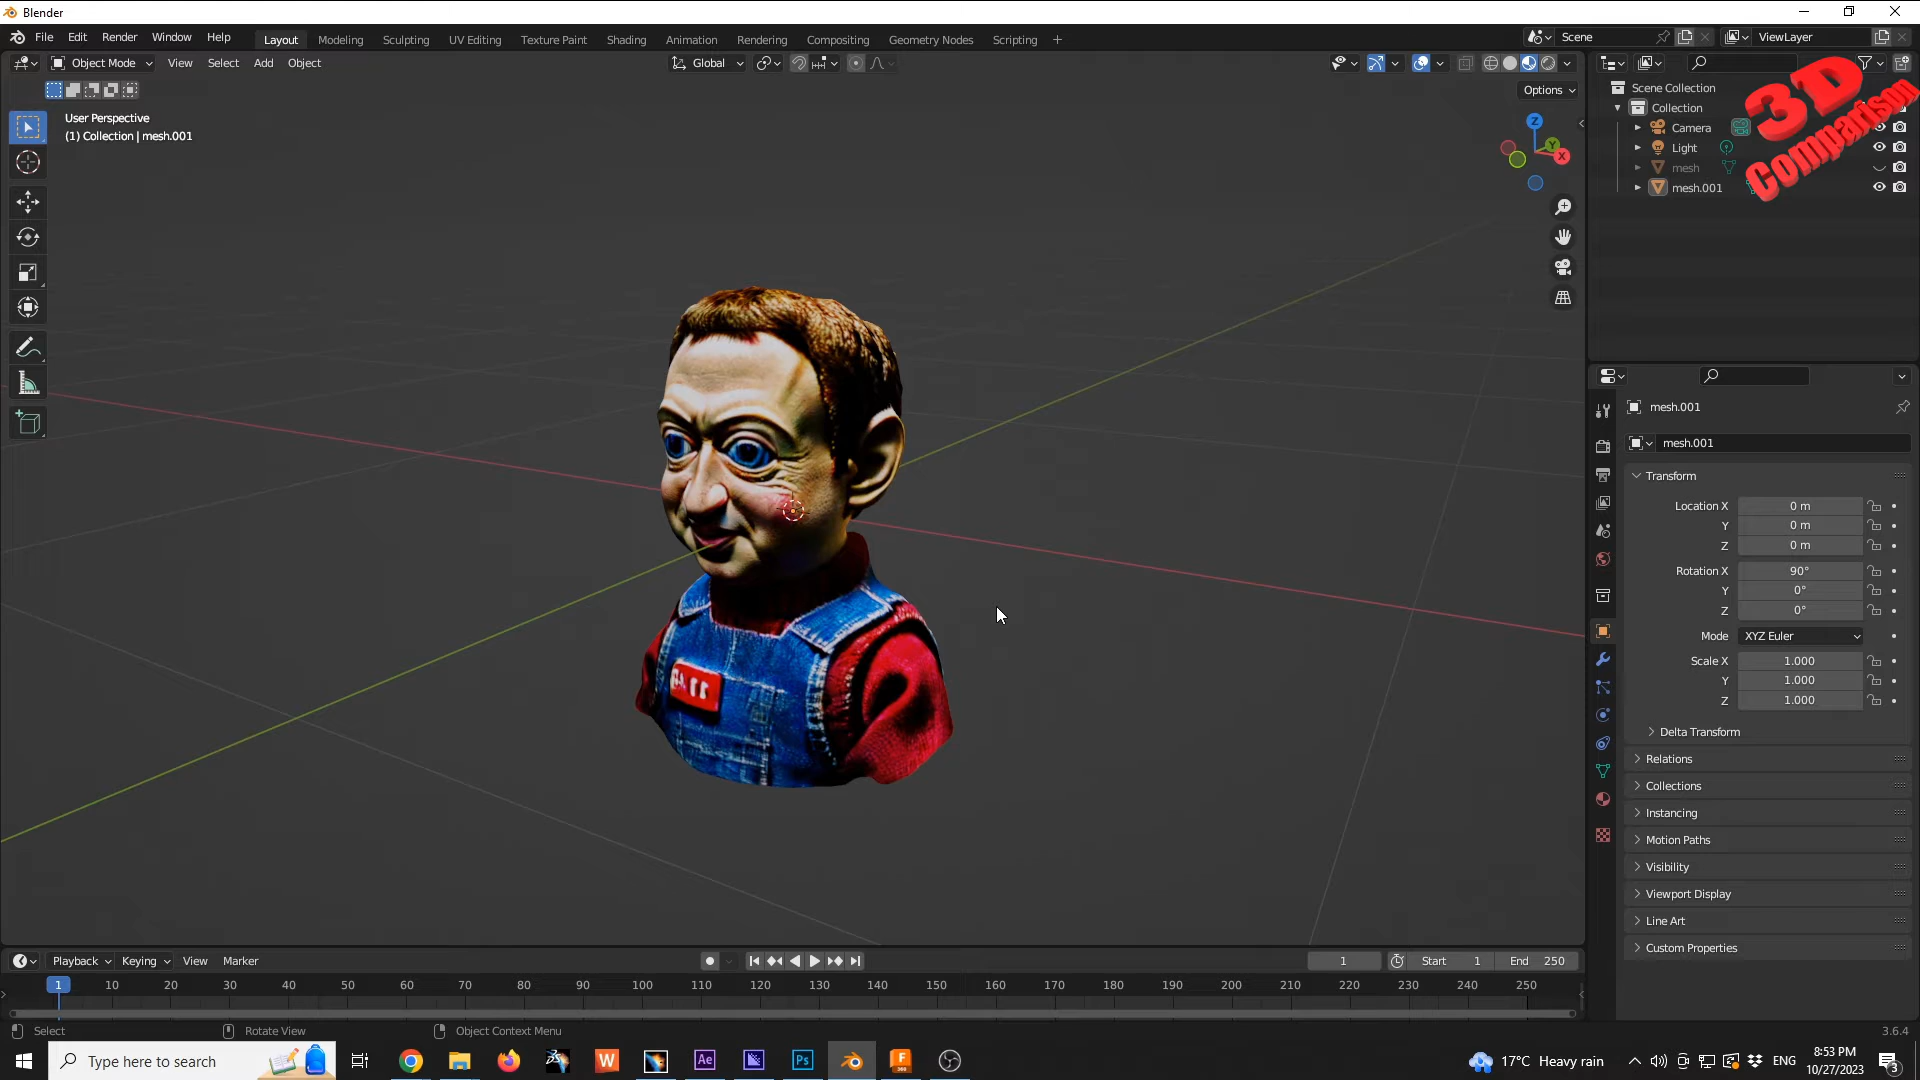 Blender
File Edit Render Window Help Layout Modeling Sculpting UV Editing Texture Paint Shading Animation Rendering Compositing Geometry Nodes Scripting + Scene ViewLayer
Object Mode View Select Add Object Global
Options
User Perspective
(1) Collection | mesh.001
Z
Y
X
Scene Collection
Collection
Camera
Light
mesh
mesh.001
3D
Comparison
mesh.001
mesh.001
Transform
Location X 0 m
Y 0 m
Z 0 m
Rotation X 90°
Y 0°
Z 0°
Mode XYZ Euler
Scale X 1.000
Y 1.000
Z 1.000
Delta Transform
Relations
Collections
Instancing
Motion Paths
Visibility
Viewport Display
Line Art
Custom Properties
Playback Keying View Marker 1 Start 1 End 250
1 10 20 30 40 50 60 70 80 90 100 110 120 130 140 150 160 170 180 190 200 210 220 230 240 250
Select Rotate View Object Context Menu 3.6.4
Type here to search 17°C Heavy rain ENG 8:53 PM
10/27/2023
3
W Ae Ps F
360